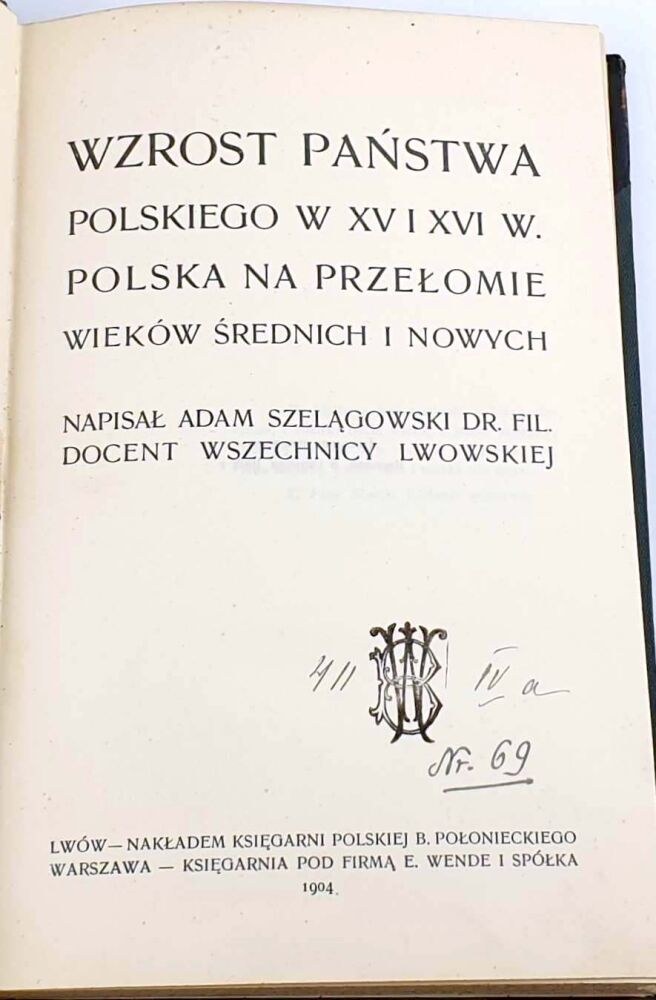 WZROST PAŃSTWA
POLSKIEGO W XV I XVI W.
POLSKA NA PRZEŁOMIE
WIEKÓW ŚREDNICH I NOWYCH
NAPISAŁ ADAM SZELĄGOWSKI DR. FIL.
DOCENT WSZECHNICY LWOWSKIEJ
411 IV a
Nr. 69
LWÓW — NAKŁADEM KSIĘGARNI POLSKIEJ B. POŁONIECKIEGO
WARSZAWA — KSIĘGARNIA POD FIRMĄ E. WENDE I SPÓŁKA
1904.